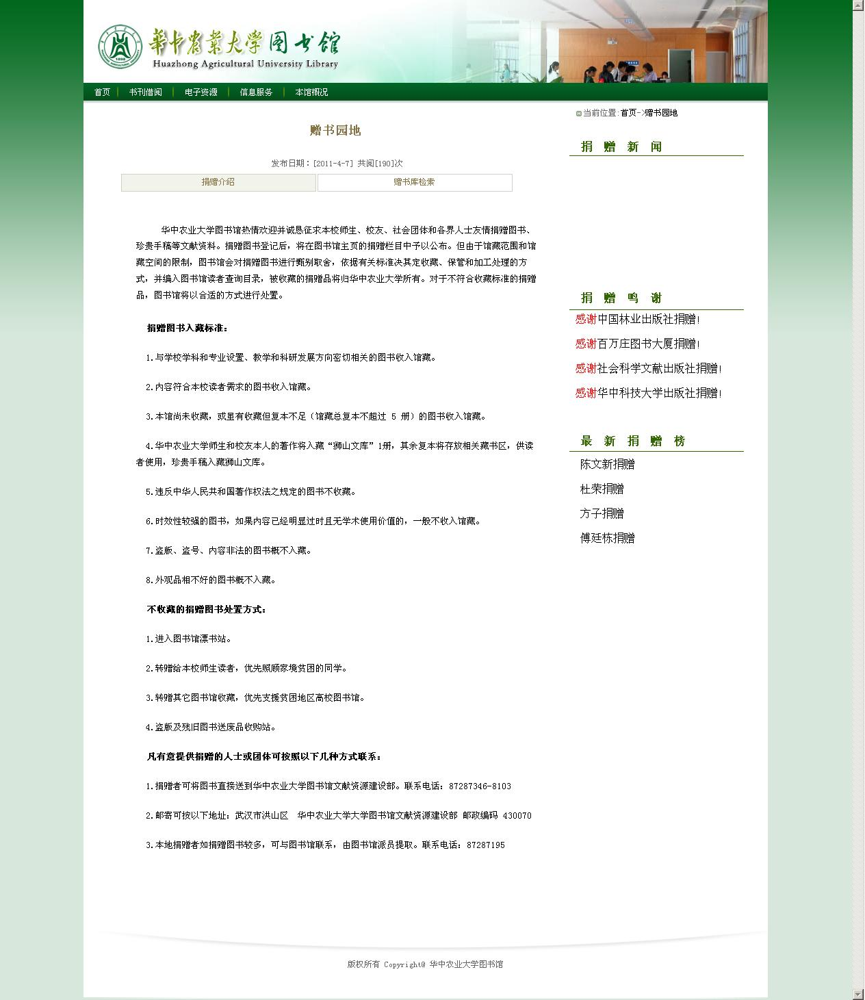 華中農業大学图书馆
Huazhong Agricultural University Library
1898
首页 书刊借阅 电子资源 信息服务 本馆概况
当前位置:首页->赠书园地
赠书园地
发布日期：[2011-4-7] 共阅[190]次
捐赠介绍 赠书库检索
华中农业大学图书馆热情欢迎并诚恳征求本校师生、校友、社会团体和各界人士友情捐赠图书、
珍贵手稿等文献资料。捐赠图书登记后，将在图书馆主页的捐赠栏目中予以公布。但由于馆藏范围和馆
藏空间的限制，图书馆会对捐赠图书进行甄别取舍，依据有关标准决其定收藏、保管和加工处理的方
式，并编入图书馆读者查询目录，被收藏的捐赠品将归华中农业大学所有。对于不符合收藏标准的捐赠
品，图书馆将以合适的方式进行处置。
捐赠图书入藏标准：
1.与学校学科和专业设置、教学和科研发展方向密切相关的图书收入馆藏。
2.内容符合本校读者需求的图书收入馆藏。
3.本馆尚未收藏，或虽有收藏但复本不足（馆藏总复本不超过 5 册）的图书收入馆藏。
4.华中农业大学师生和校友本人的著作将入藏“狮山文库”1册，其余复本将存放相关藏书区，供读
者使用，珍贵手稿入藏狮山文库。
5.违反中华人民共和国著作权法之规定的图书不收藏。
6.时效性较强的图书，如果内容已经明显过时且无学术使用价值的，一般不收入馆藏。
7.盗版、盗号、内容非法的图书概不入藏。
8.外观品相不好的图书概不入藏。
不收藏的捐赠图书处置方式：
1.进入图书馆漂书站。
2.转赠给本校师生读者，优先照顾家境贫困的同学。
3.转赠其它图书馆收藏，优先支援贫困地区高校图书馆。
4.盗版及残旧图书送废品收购站。
凡有意提供捐赠的人士或团体可按照以下几种方式联系：
1.捐赠者可将图书直接送到华中农业大学图书馆文献资源建设部。联系电话：87287346-8103
2.邮寄可按以下地址：武汉市洪山区 华中农业大学大学图书馆文献资源建设部 邮政编码 430070
3.本地捐赠者如捐赠图书较多，可与图书馆联系，由图书馆派员提取。联系电话：87287195
捐 赠 新 闻
捐 赠 鸣 谢
感谢中国林业出版社捐赠!
感谢百万庄图书大厦捐赠!
感谢社会科学文献出版社捐赠!
感谢华中科技大学出版社捐赠!
最 新 捐 赠 榜
陈文新捐赠
杜荣捐赠
方子捐赠
傅廷栋捐赠
版权所有 Copyright@ 华中农业大学图书馆